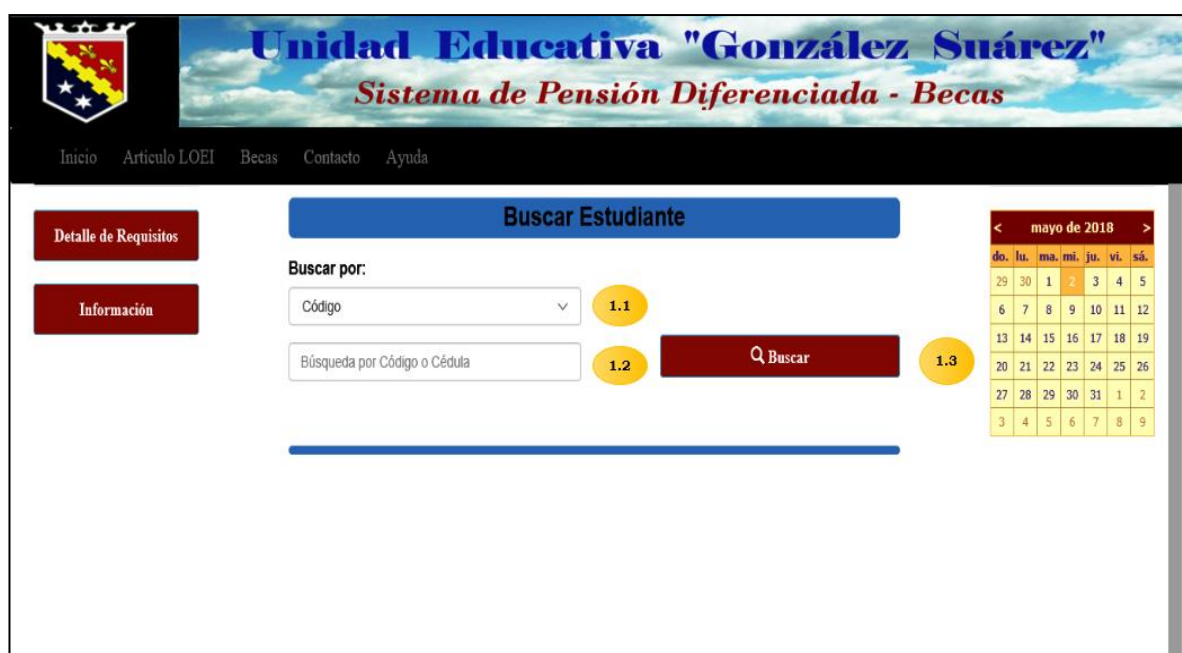 Unidad Educativa "González Suárez"
Sistema de Pensión Diferenciada - Becas
Inicio Articulo LOEI Becas Contacto Ayuda
Detalle de Requisitos
Información
Buscar Estudiante
Buscar por:
Código
1.1
Búsqueda por Código o Cédula
1.2
Buscar
1.3
< mayo de 2018 >
do. lu. ma. mi. ju. vi. sá.
29 30 1 2 3 4 5
6 7 8 9 10 11 12
13 14 15 16 17 18 19
20 21 22 23 24 25 26
27 28 29 30 31 1 2
3 4 5 6 7 8 9